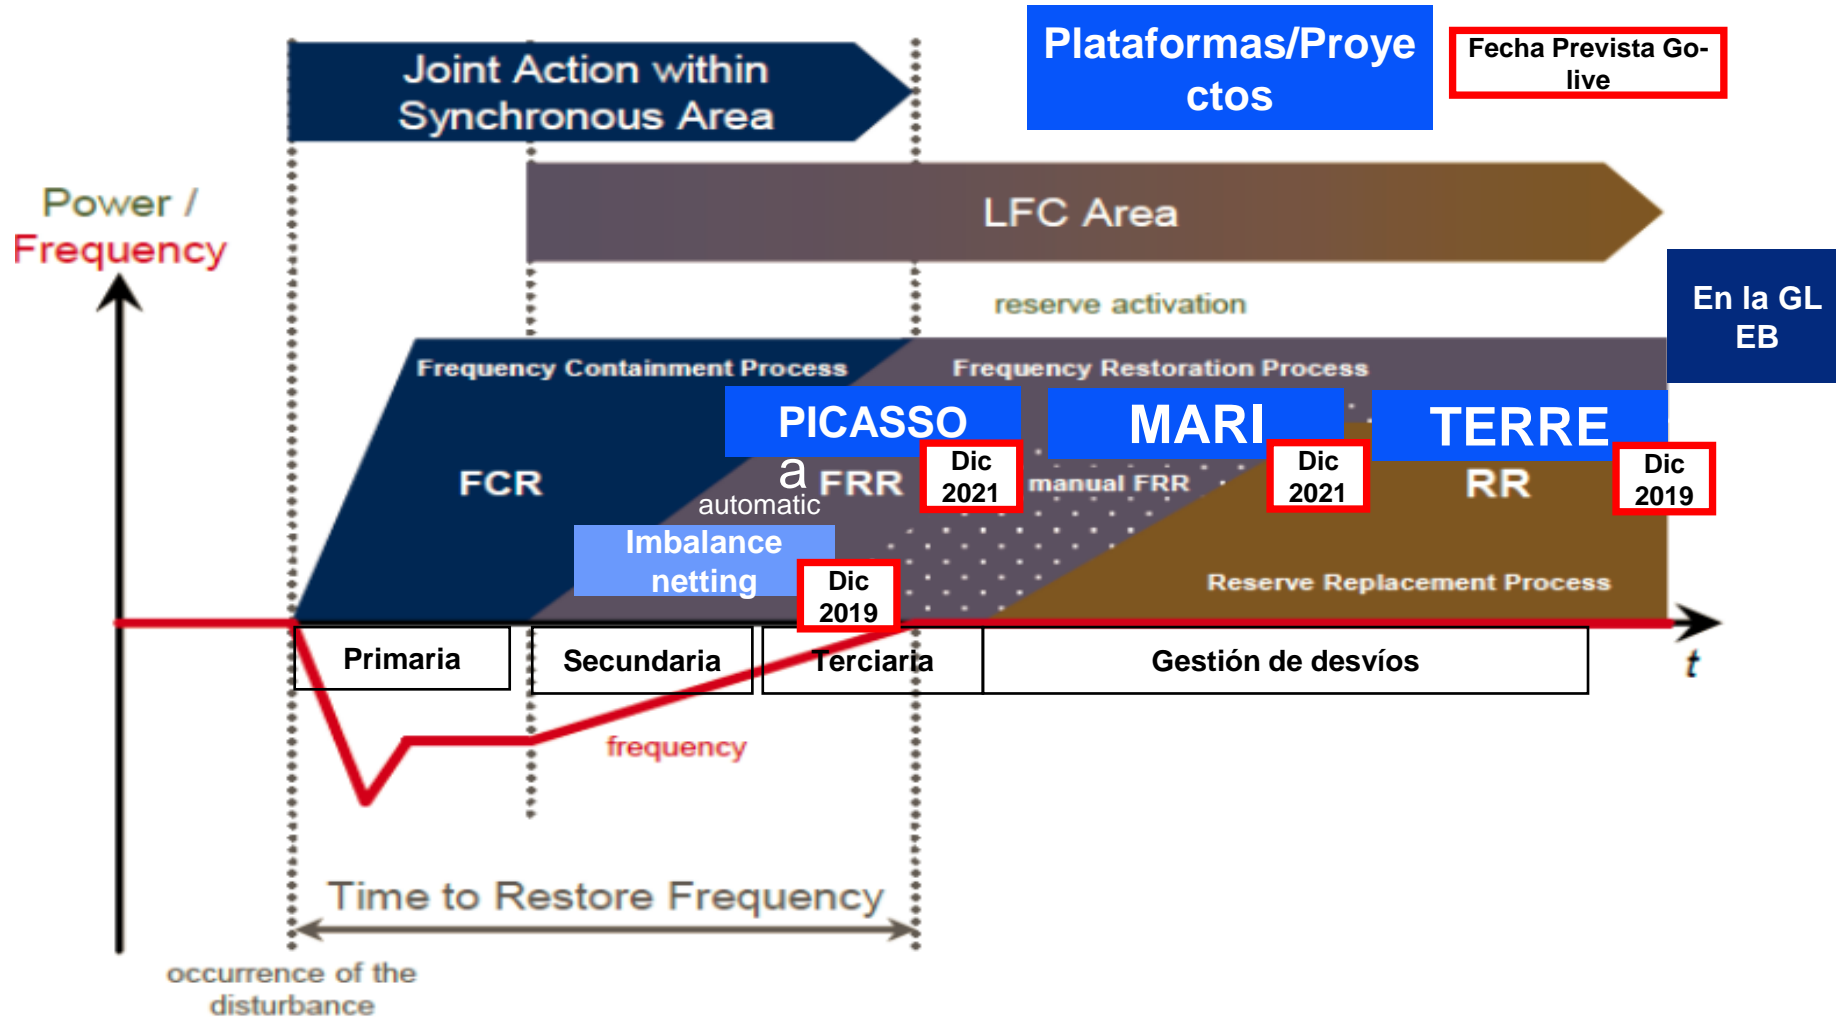 Joint Action within
Synchronous Area
Plataformas/Proye
ctos
Fecha Prevista Go-
live
Power /
Frequency
LFC Area
En la GL
EB
reserve activation
Frequency Containment Process
Frequency Restoration Process
PICASSO
MARI
TERRE
Dic
2021
Dic
2021
Dic
2019
FCR
a FRR
automatic
manual FRR
RR
Imbalance
netting
Dic
2019
Reserve Replacement Process
Primaria
Secundaria
Terciaria
Gestión de desvíos
t
frequency
Time to Restore Frequency
occurrence of the
disturbance